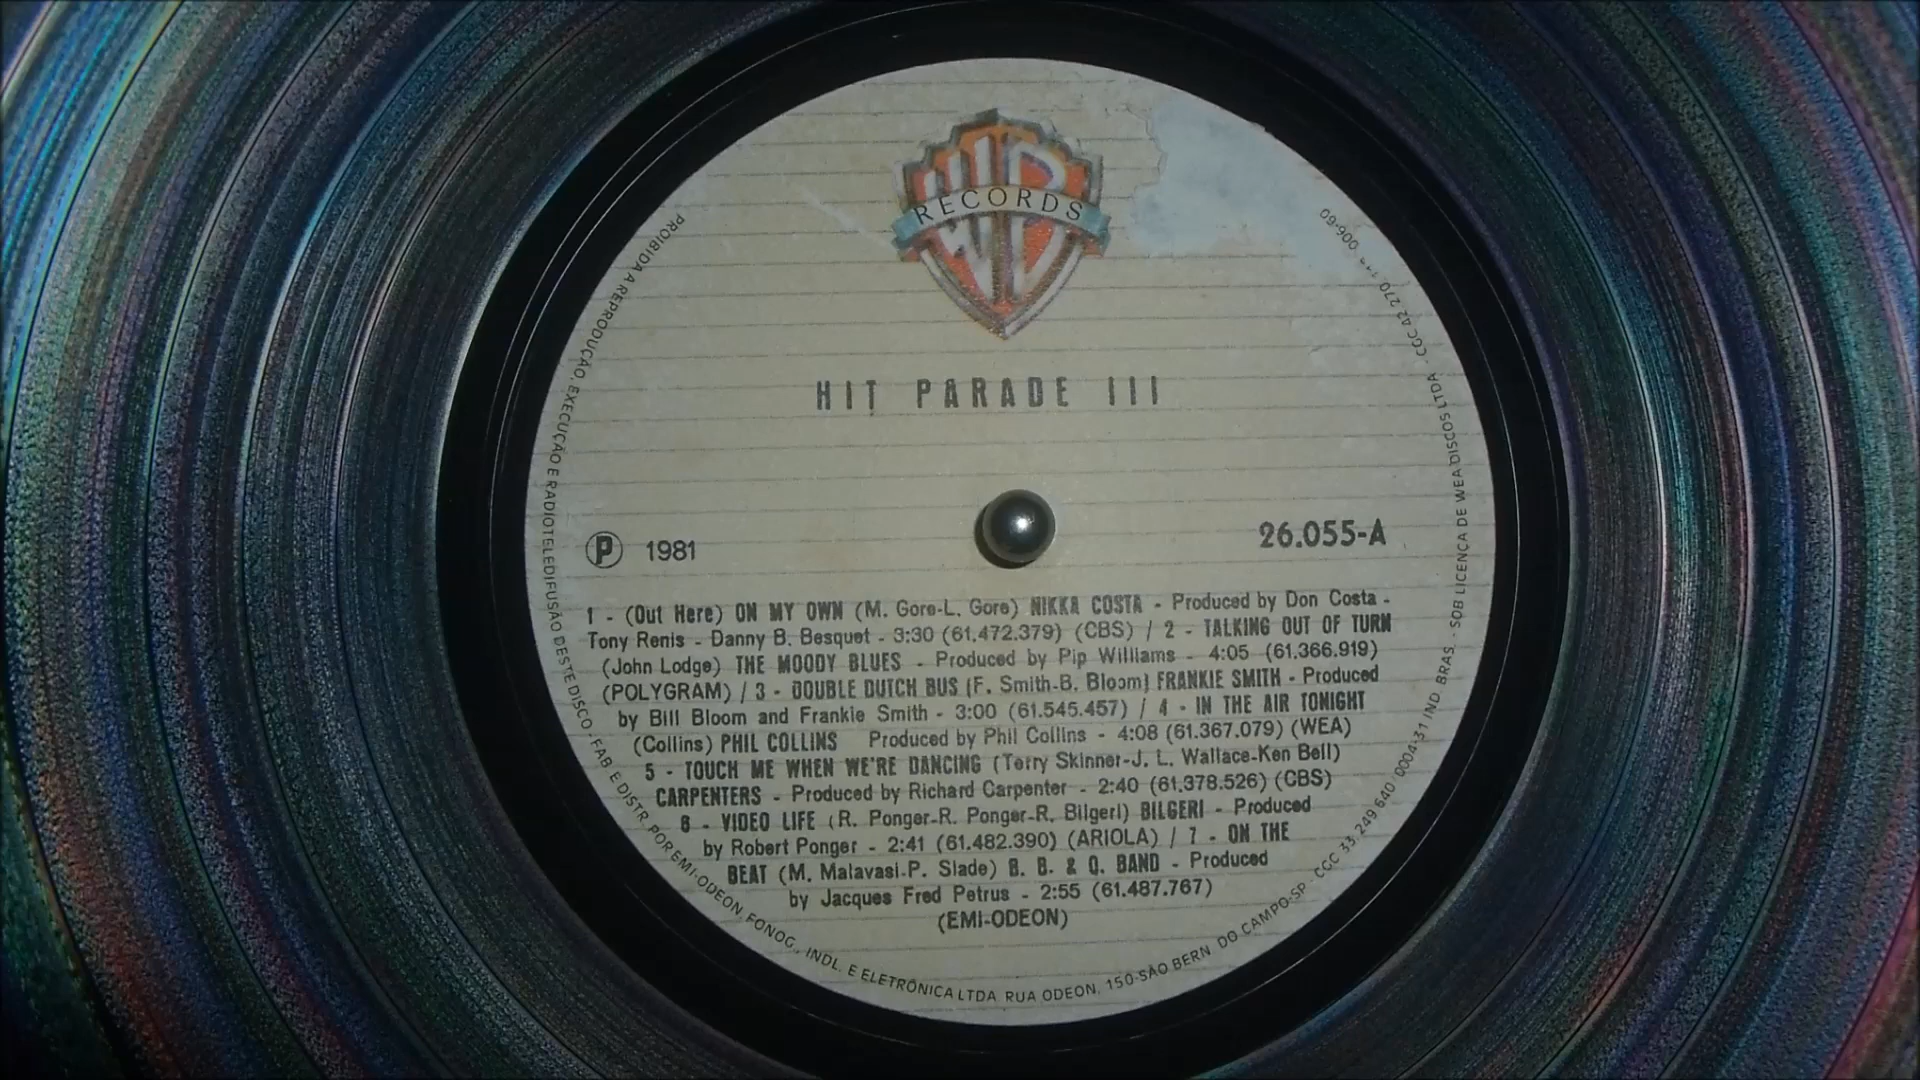 WB
RECORDS
HIT PARADE III
℗ 1981
26.055-A
1 - (Out Here) ON MY OWN (M. Gore-L. Gore) NIKKA COSTA - Produced by Don Costa -
Tony Renis - Danny B. Besquet - 3:30 (61.472.379) (CBS) / 2 - TALKING OUT OF TURN
(John Lodge) THE MOODY BLUES - Produced by Pip Williams - 4:05 (61.366.919)
(POLYGRAM) / 3 - DOUBLE DUTCH BUS (F. Smith-B. Bloom) FRANKIE SMITH - Produced
by Bill Bloom and Frankie Smith - 3:00 (61.545.457) / 4 - IN THE AIR TONIGHT
(Collins) PHIL COLLINS Produced by Phil Collins - 4:08 (61.367.079) (WEA)
5 - TOUCH ME WHEN WE'RE DANCING (Terry Skinner-J. L. Wallace-Ken Bell)
CARPENTERS - Produced by Richard Carpenter - 2:40 (61.378.526) (CBS)
6 - VIDEO LIFE (R. Ponger-R. Ponger-R. Bilgeri) BILGERI - Produced
by Robert Ponger - 2:41 (61.482.390) (ARIOLA) / 7 - ON THE
BEAT (M. Malavasi-P. Slade) B. B. & Q. BAND - Produced
by Jacques Fred Petrus - 2:55 (61.487.767)
(EMI-ODEON)
PROIBIDA A REPRODUÇÃO, EXECUÇÃO E RADIOTELEDIFUSÃO DESTE DISCO - FAB E DISTR. POR EMI-ODEON, FONOG., INDL. E ELETRÔNICA LTDA RUA ODEON, 150-SÃO BERN DO CAMPO-SP - CGC 33 249 640/0004-31 IND. BRAS. - SOB LICENÇA DE WEA DISCOS LTDA - CGC 42 270 006-60